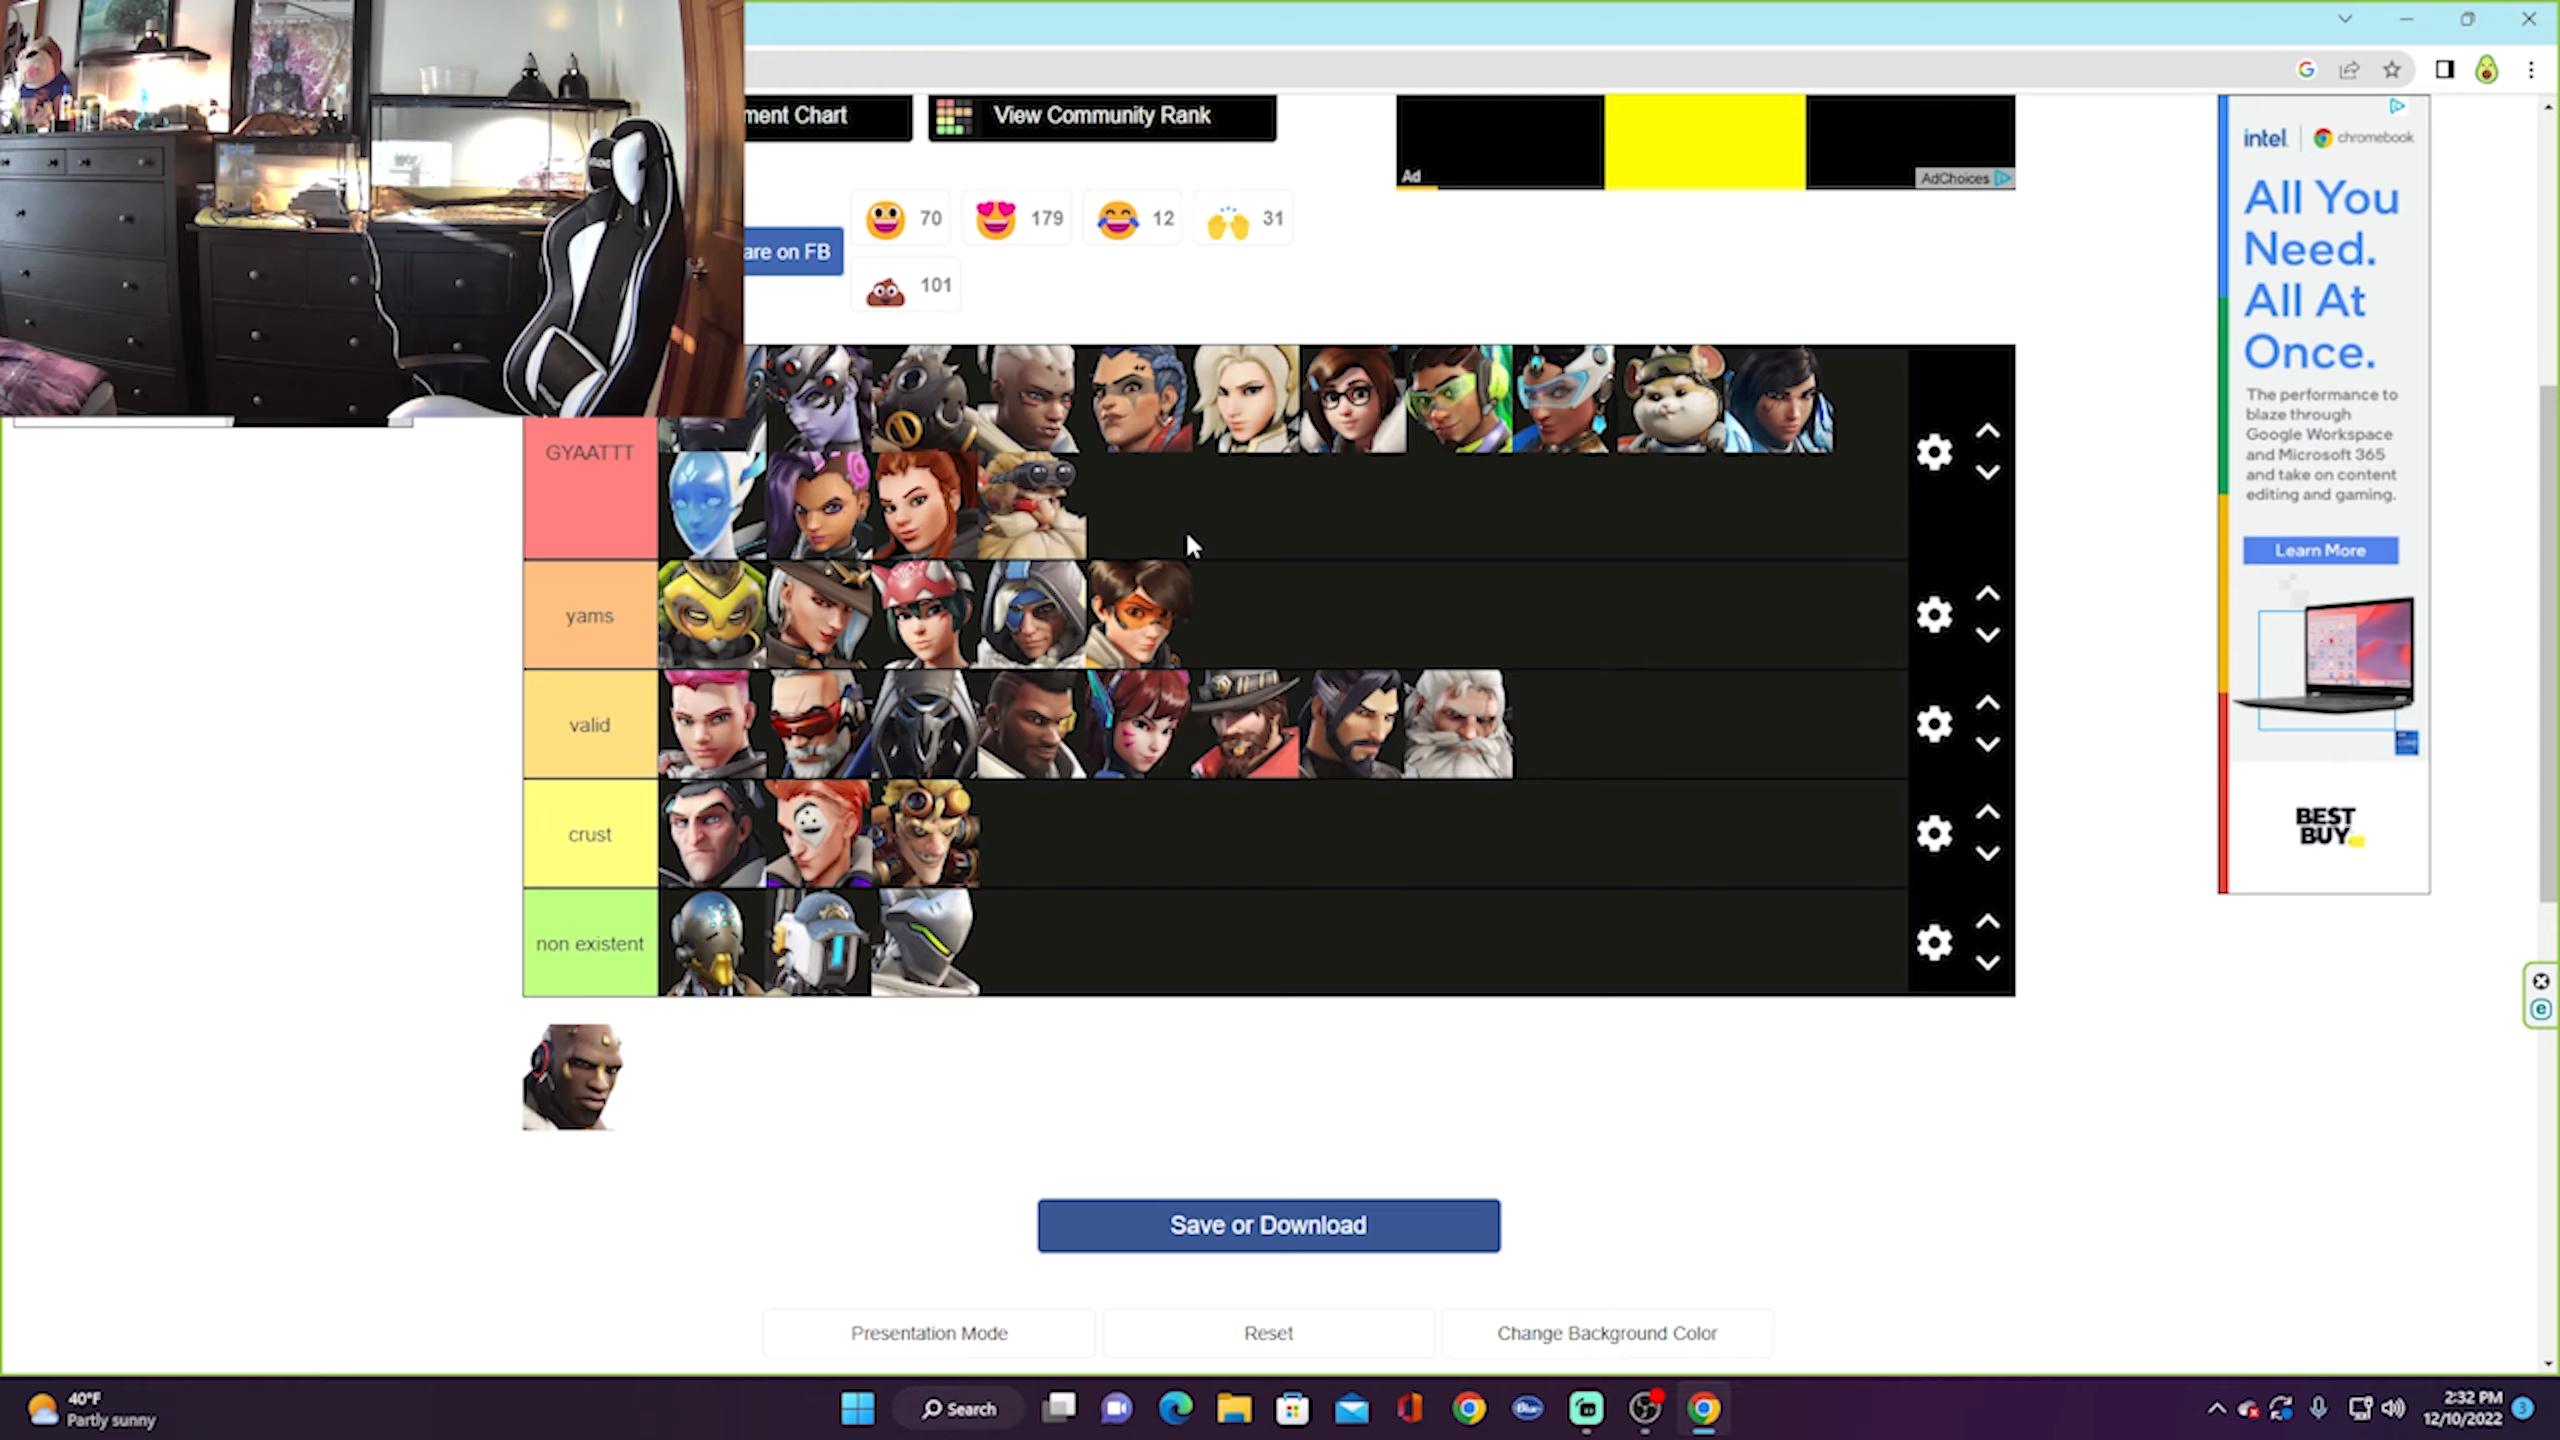 ment Chart
View Community Rank
Ad
AdChoices
70
179
12
31
are on FB
101
GYAATTT
yams
valid
crust
non existent
Save or Download
Presentation Mode
Reset
Change Background Color
intel
chromebook
All You
Need.
All At
Once.
The performance to
blaze through
Google Workspace
and Microsoft 365
and take on content
editing and gaming.
Learn More
BEST
BUY
40°F
Partly sunny
Search
2:32 PM
12/10/2022
3